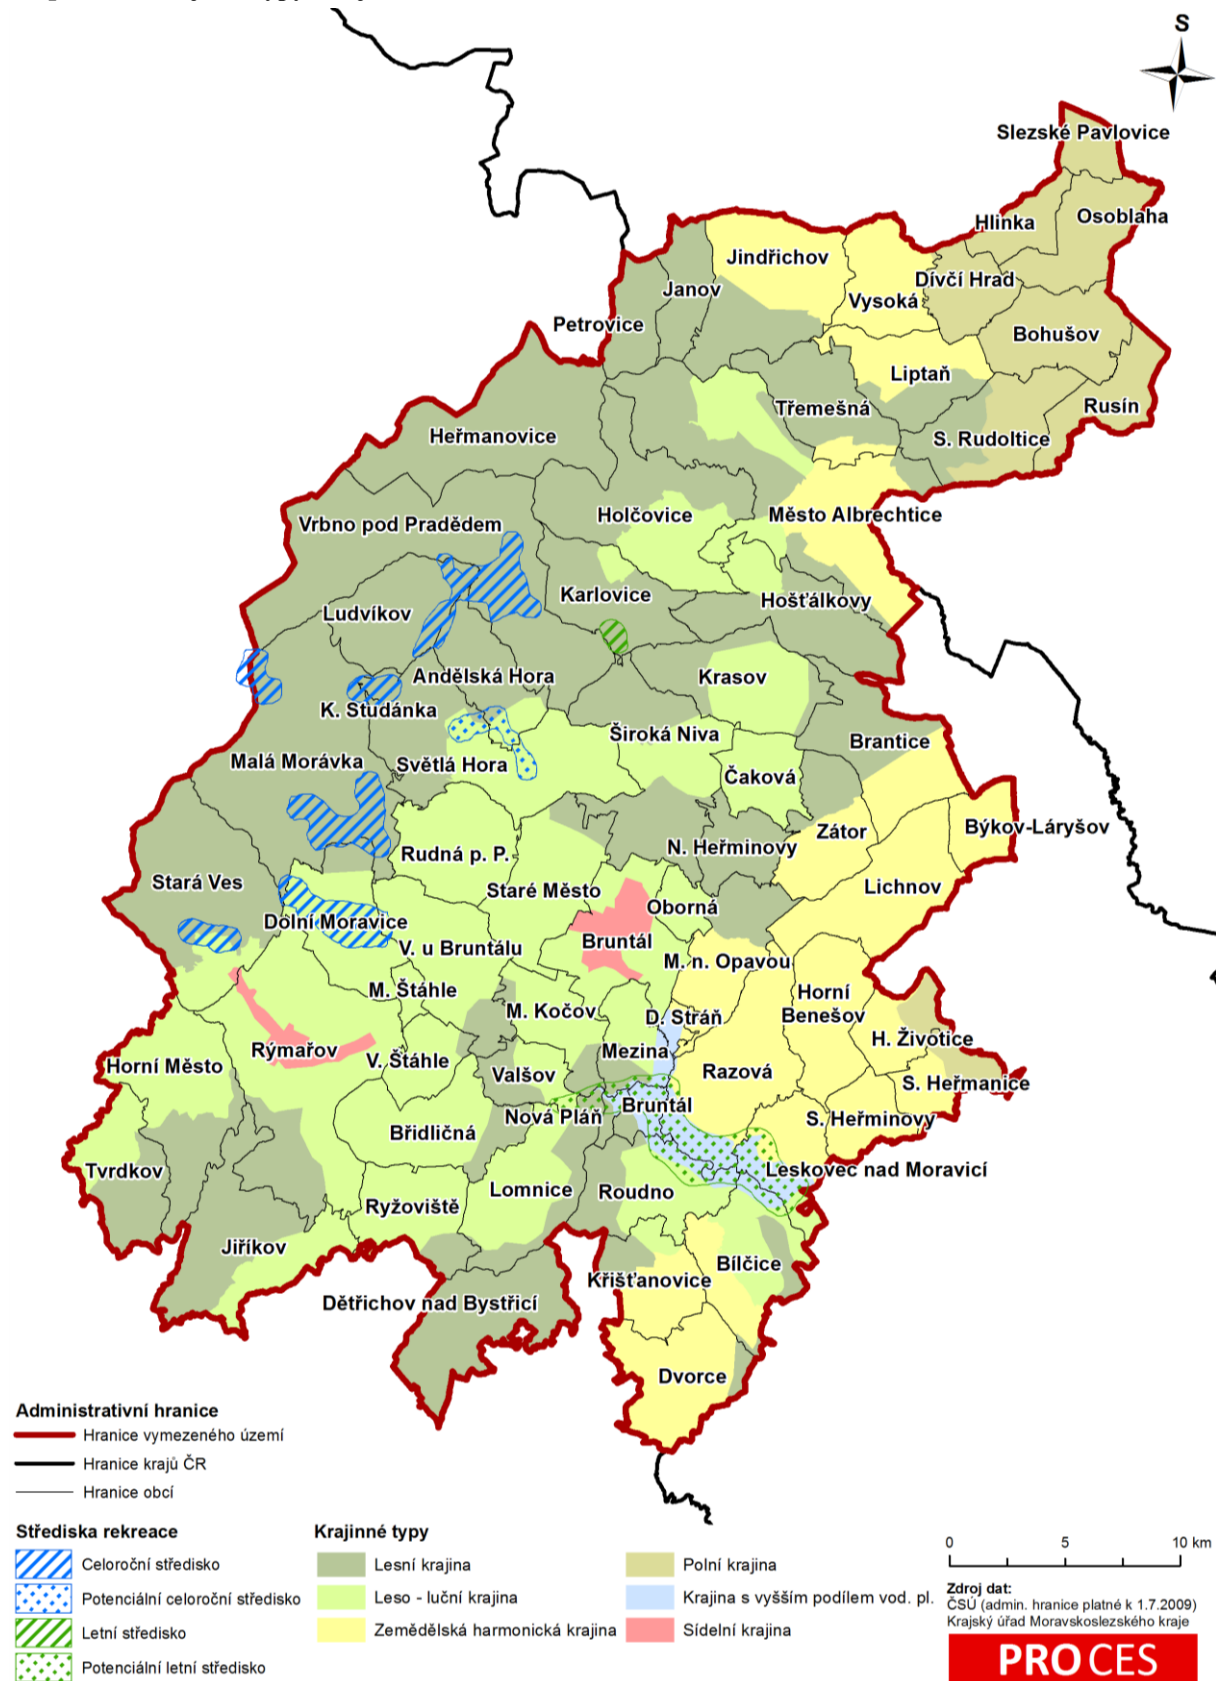 S
Slezské Pavlovice
Hlinka
Osoblaha
Jindřichov
Dívčí Hrad
Janov
Vysoká
Petrovice
Bohušov
Liptaň
Třemešná
Rusín
Heřmanovice
S. Rudoltice
Holčovice
Město Albrechtice
Vrbno pod Pradědem
Karlovice
Hošťálkovy
Ludvíkov
Andělská Hora
Krasov
K. Studánka
Široká Niva
Brantice
Malá Morávka
Světlá Hora
Čaková
Zátor
Býkov-Láryšov
Rudná p. P.
N. Heřminovy
Stará Ves
Staré Město
Lichnov
Oborná
Dolní Moravice
Bruntál
V. u Bruntálu
M. n. Opavou
M. Štáhle
Horní
Benešov
M. Kočov
D. Stráň
H. Životice
Rýmařov
Mezina
Horní Město
V. Štáhle
Valšov
Razová
S. Heřmanice
Nová Pláň
Bruntál
S. Heřminovy
Břidličná
Tvrdkov
Leskovec nad Moravicí
Lomnice
Roudno
Ryžoviště
Jiříkov
Bílčice
Křišťanovice
Dětřichov nad Bystřicí
Dvorce
Administrativní hranice
Hranice vymezeného území
Hranice krajů ČR
Hranice obcí
Střediska rekreace
Celoroční středisko
Potenciální celoroční středisko
Letní středisko
Potenciální letní středisko
Krajinné typy
Lesní krajina
Leso - luční krajina
Zemědělská harmonická krajina
Polní krajina
Krajina s vyšším podílem vod. pl.
Sídelní krajina
0 5 10 km
Zdroj dat:
ČSÚ (admin. hranice platné k 1.7.2009)
Krajský úřad Moravskoslezského kraje
PROCES